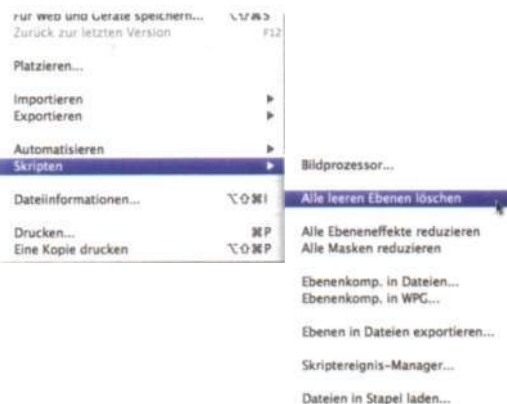 Für Web und Geräte speichern... ⌥⇧⌘S
Zurück zur letzten Version F12
Platzieren...
Importieren
Exportieren
Automatisieren
Skripten
Dateiinformationen... ⌥⇧⌘I
Drucken... ⌘P
Eine Kopie drucken ⌥⇧⌘P
Bildprozessor...
Alle leeren Ebenen löschen
Alle Ebeneneffekte reduzieren
Alle Masken reduzieren
Ebenenkomp. in Dateien...
Ebenenkomp. in WPG...
Ebenen in Dateien exportieren...
Skriptereignis-Manager...
Dateien in Stapel laden...